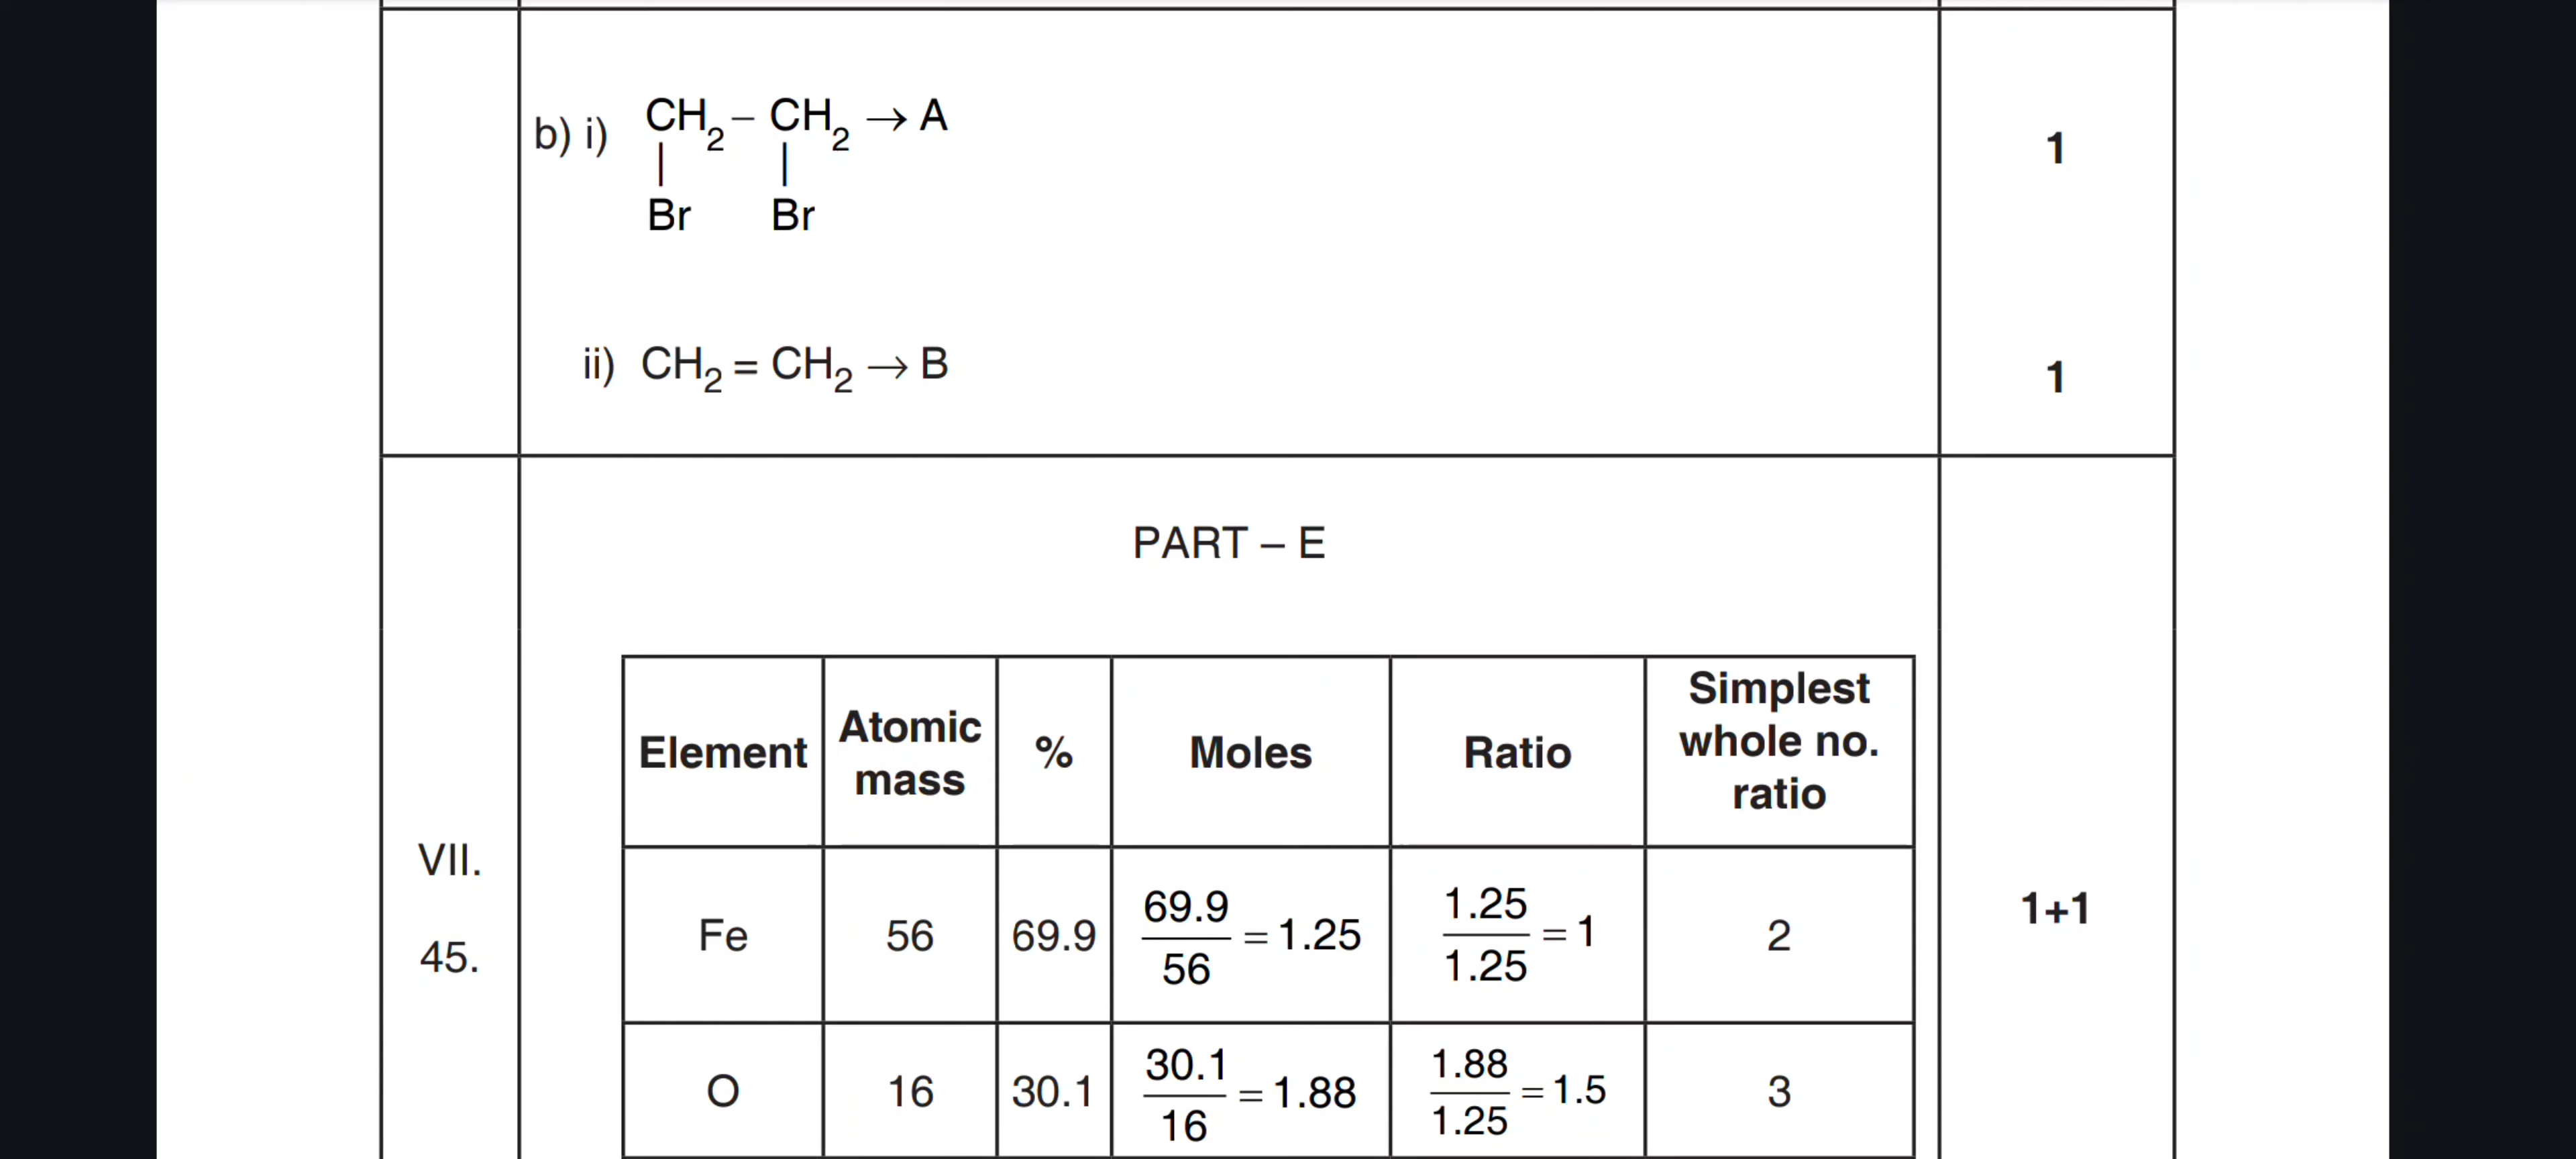 b) i) CH₂ – CH₂ → A
| |
Br Br
1
ii) CH₂ = CH₂ → B
1
PART – E
VII.
45.
Element Atomic mass % Moles Ratio Simplest whole no. ratio
Fe 56 69.9 69.9/56 = 1.25 1.25/1.25 = 1 2
1+1
O 16 30.1 30.1/16 = 1.88 1.88/1.25 = 1.5 3